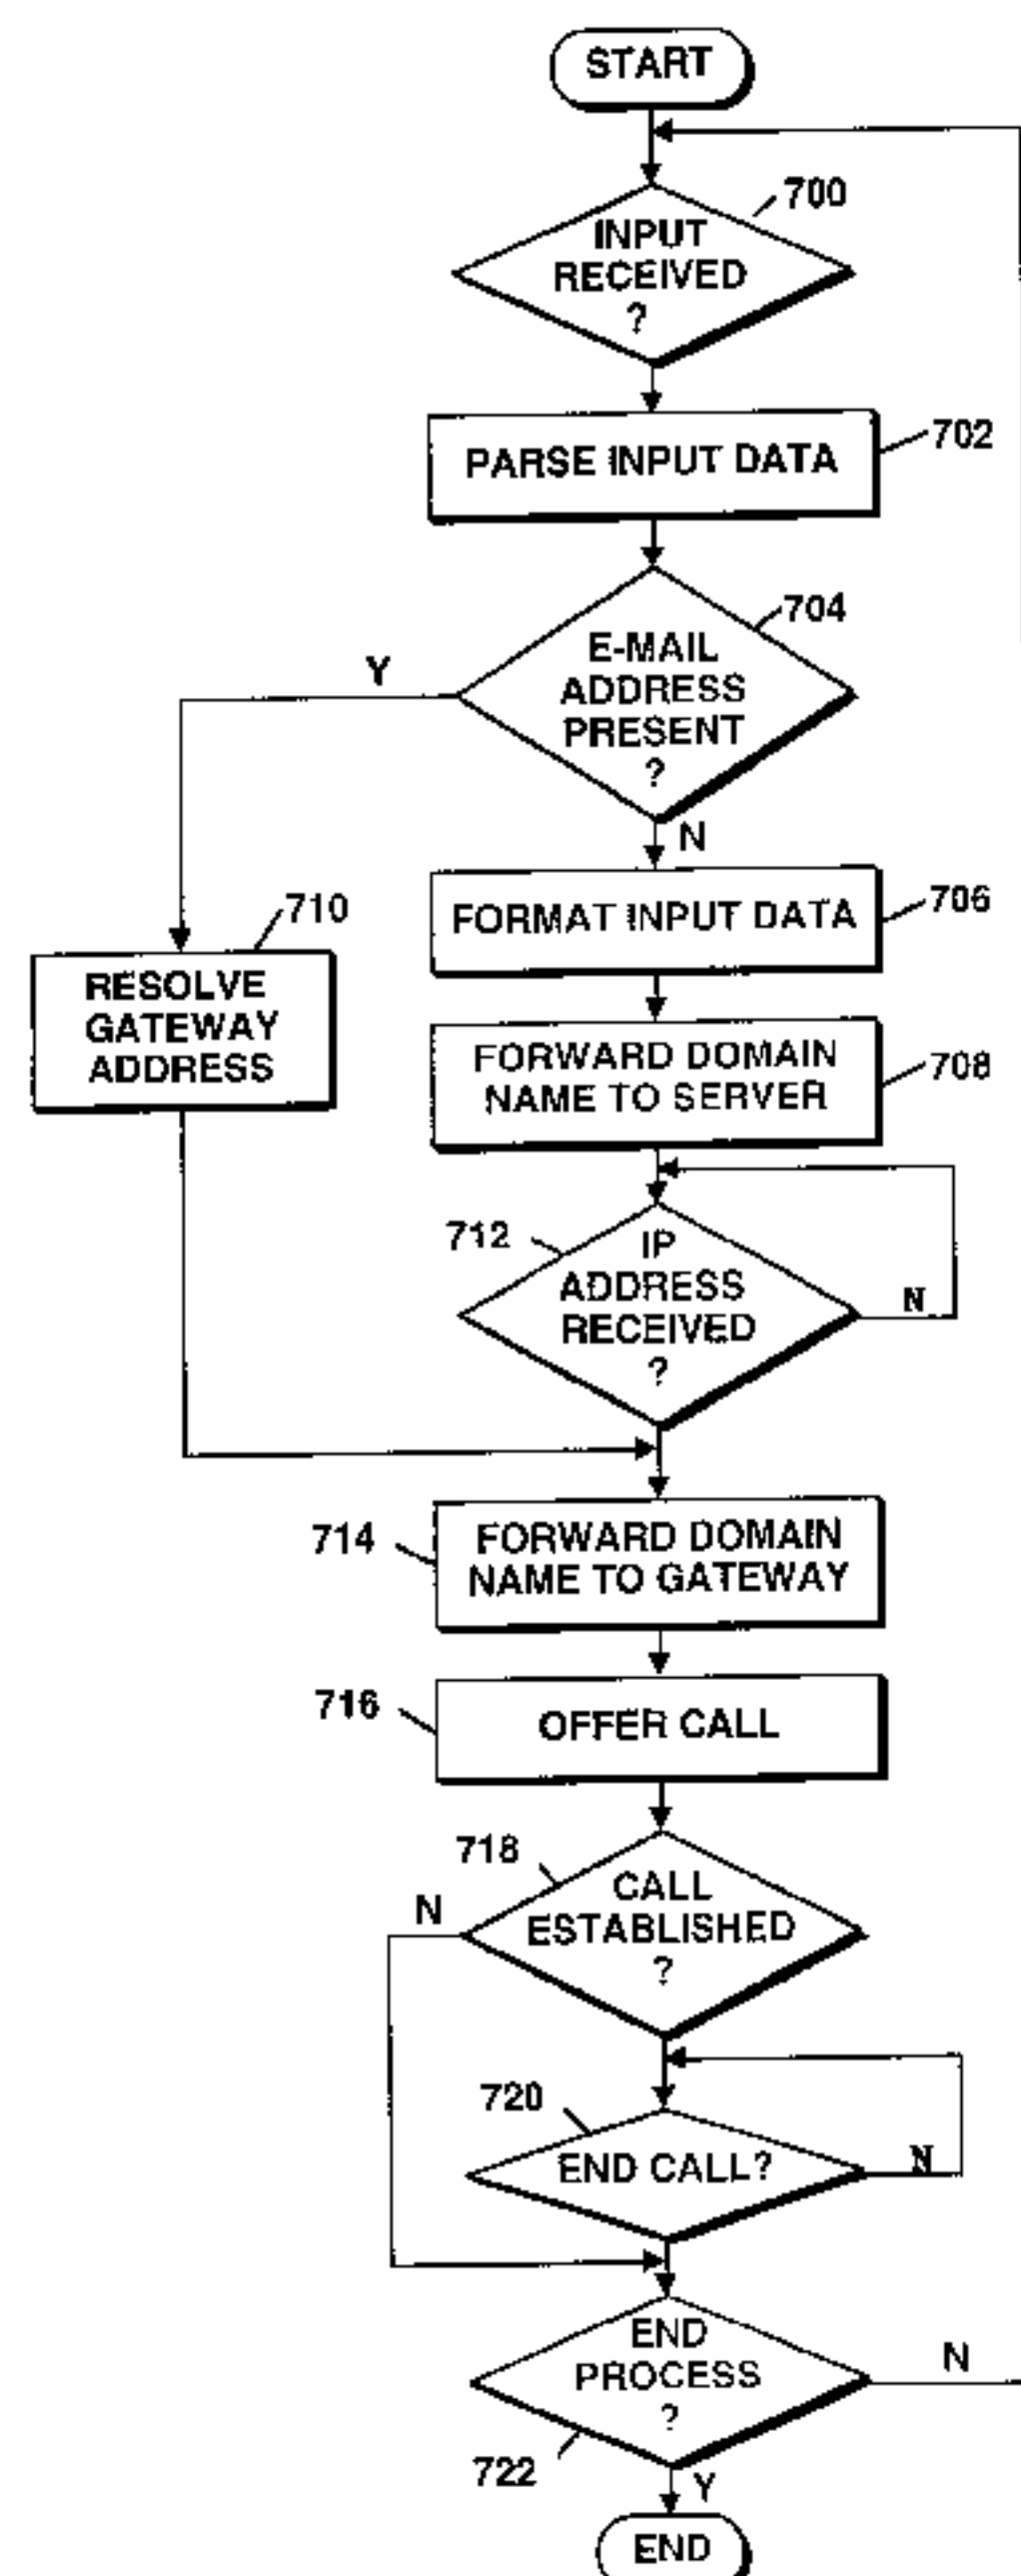 START
700
INPUT
RECEIVED
?
702
PARSE INPUT DATA
704
E-MAIL
ADDRESS
PRESENT
?
Y
N
706
FORMAT INPUT DATA
710
RESOLVE
GATEWAY
ADDRESS
708
FORWARD DOMAIN
NAME TO SERVER
712
IP
ADDRESS
RECEIVED
?
N
714
FORWARD DOMAIN
NAME TO GATEWAY
716
OFFER CALL
718
CALL
ESTABLISHED
?
N
720
END CALL?
N
END
PROCESS
?
N
722
Y
END